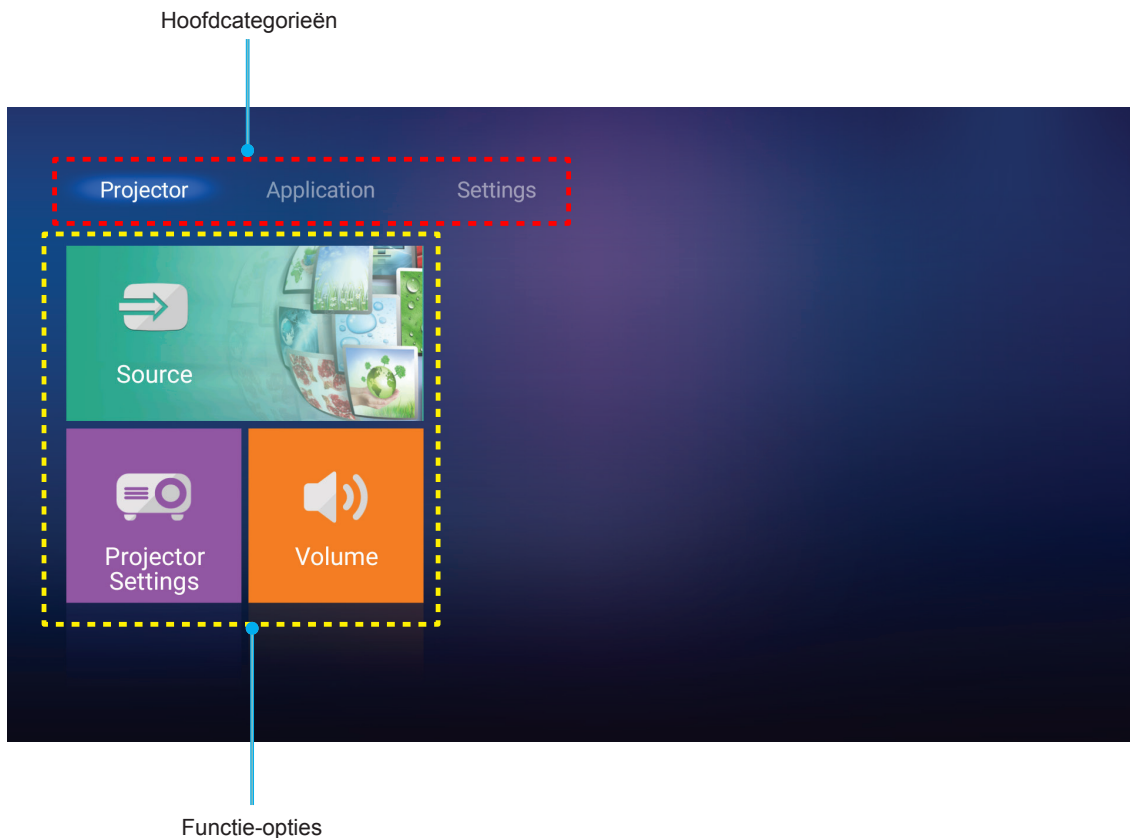 Hoofdcategorieën
Projector Application Settings
Source
Projector
Settings
Volume
Functie-opties